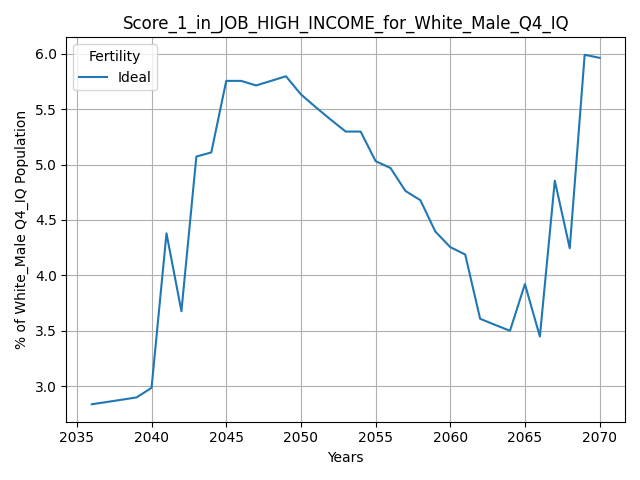 Score_1_in_JOB_HIGH_INCOME_for_White_Male_Q4_IQ
Fertility
Ideal
% of White_Male Q4_IQ Population
6.0
5.5
5.0
4.5
4.0
3.5
3.0
2035 2040 2045 2050 2055 2060 2065 2070
Years